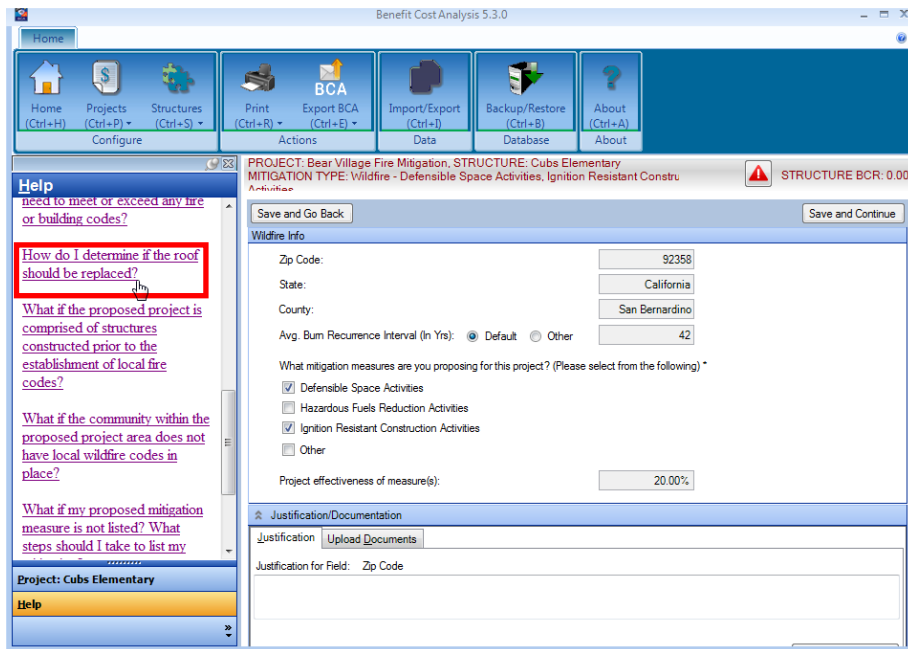 Benefit Cost Analysis 5.3.0
Home
Home
(Ctrl+H)
Projects
(Ctrl+P)
Structures
(Ctrl+S)
Configure
Print
(Ctrl+R)
BCA
Export BCA
(Ctrl+E)
Actions
Import/Export
(Ctrl+I)
Data
Backup/Restore
(Ctrl+B)
Database
About
(Ctrl+A)
About
Help
need to meet or exceed any fire
or building codes?
How do I determine if the roof
should be replaced?
What if the proposed project is
comprised of structures
constructed prior to the
establishment of local fire
codes?
What if the community within the
proposed project area does not
have local wildfire codes in
place?
What if my proposed mitigation
measure is not listed? What
steps should I take to list my
Project: Cubs Elementary
Help
PROJECT: Bear Village Fire Mitigation, STRUCTURE: Cubs Elementary
MITIGATION TYPE: Wildfire - Defensible Space Activities, Ignition Resistant Constru
Activities
STRUCTURE BCR: 0.00
Save and Go Back
Save and Continue
Wildfire Info
Zip Code: 92358
State: California
County: San Bernardino
Avg. Burn Recurrence Interval (In Yrs): Default Other 42
What mitigation measures are you proposing for this project? (Please select from the following) *
Defensible Space Activities
Hazardous Fuels Reduction Activities
Ignition Resistant Construction Activities
Other
Project effectiveness of measure(s): 20.00%
Justification/Documentation
Justification Upload Documents
Justification for Field: Zip Code